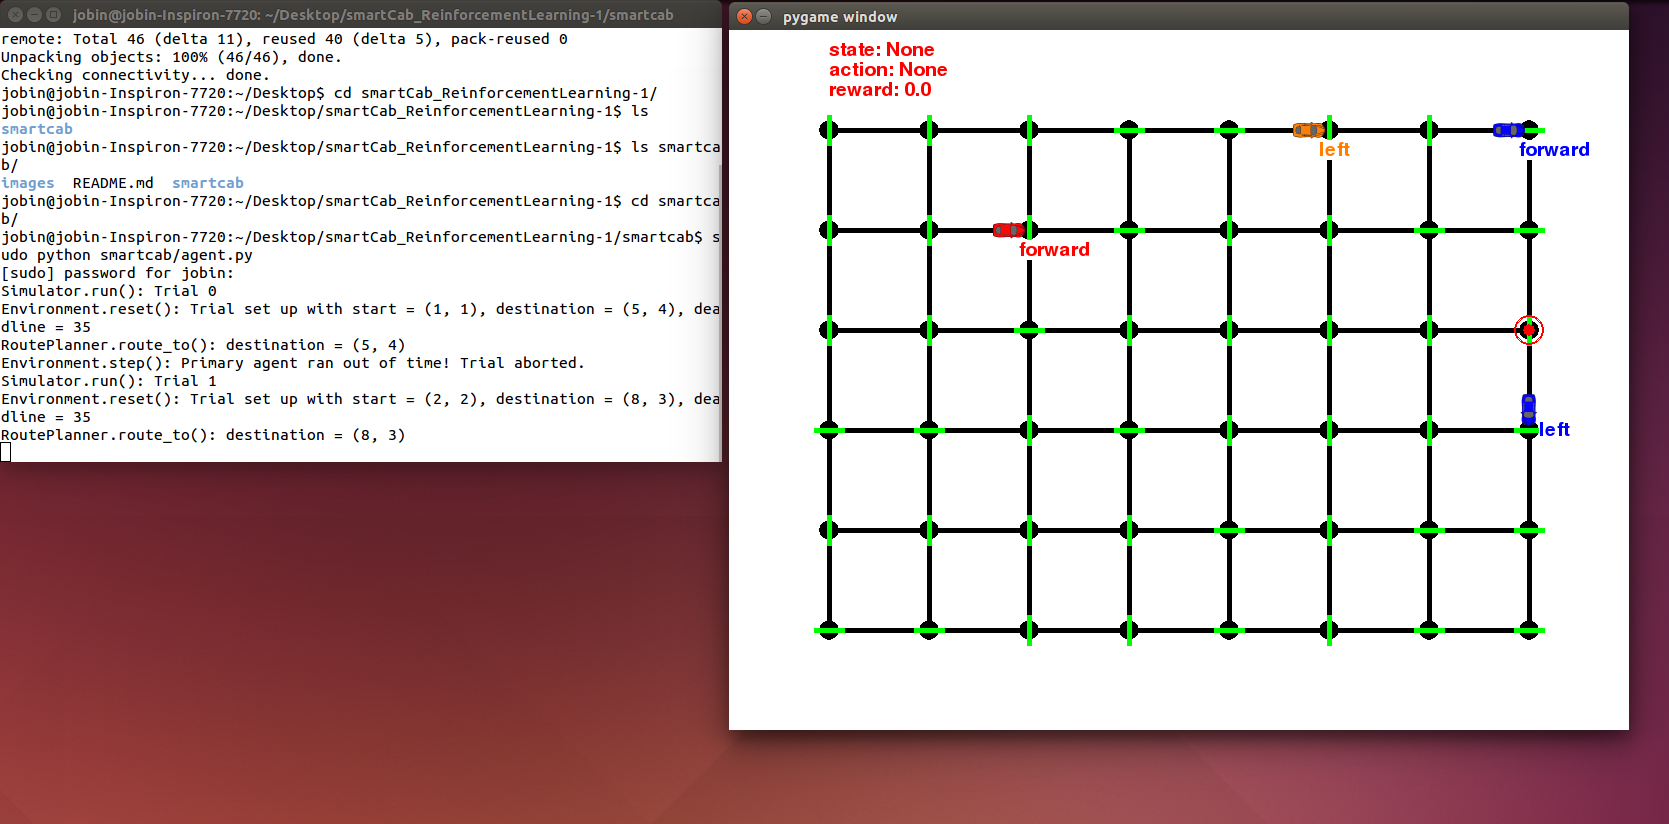 jobin@jobin-Inspiron-7720: ~/Desktop/smartCab_ReinforcementLearning-1/smartcab
remote: Total 46 (delta 11), reused 40 (delta 5), pack-reused 0
Unpacking objects: 100% (46/46), done.
Checking connectivity... done.
jobin@jobin-Inspiron-7720:~/Desktop$ cd smartCab_ReinforcementLearning-1/
jobin@jobin-Inspiron-7720:~/Desktop/smartCab_ReinforcementLearning-1$ ls
smartcab
jobin@jobin-Inspiron-7720:~/Desktop/smartCab_ReinforcementLearning-1$ ls smartca
b/
images  README.md  smartcab
jobin@jobin-Inspiron-7720:~/Desktop/smartCab_ReinforcementLearning-1$ cd smartca
b/
jobin@jobin-Inspiron-7720:~/Desktop/smartCab_ReinforcementLearning-1/smartcab$ s
udo python smartcab/agent.py
[sudo] password for jobin:
Simulator.run(): Trial 0
Environment.reset(): Trial set up with start = (1, 1), destination = (5, 4), dea
dline = 35
RoutePlanner.route_to(): destination = (5, 4)
Environment.step(): Primary agent ran out of time! Trial aborted.
Simulator.run(): Trial 1
Environment.reset(): Trial set up with start = (2, 2), destination = (8, 3), dea
dline = 35
RoutePlanner.route_to(): destination = (8, 3)
pygame window
state: None
action: None
reward: 0.0
left
forward
forward
left